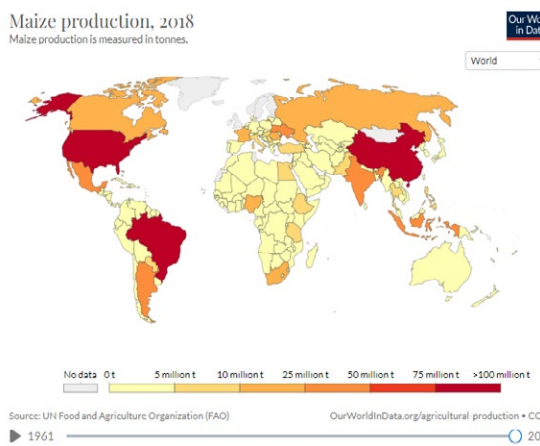 Maize production, 2018
Maize production is measured in tonnes.
Our Wo
in Dat
World
No data
0 t
5 million t
10 million t
25 million t
50 million t
75 million t
>100 million t
Source: UN Food and Agriculture Organization (FAO)
OurWorldInData.org/agricultural-production • CC
1961
20